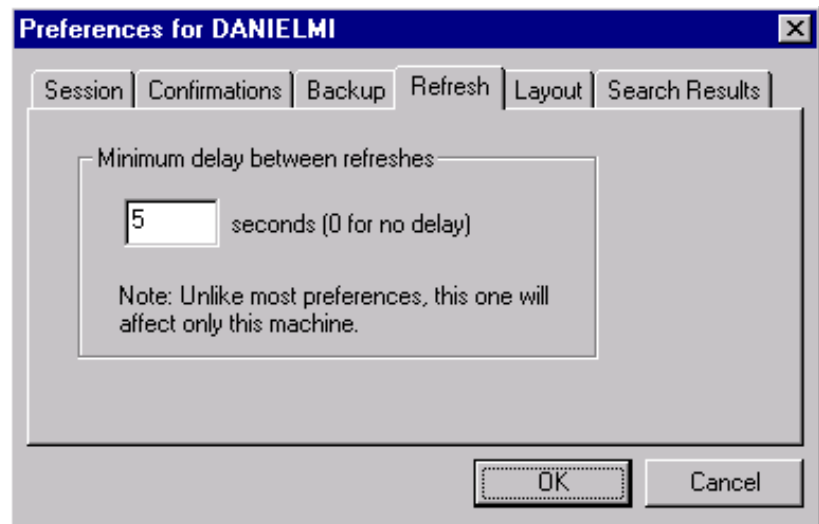 Preferences for DANIELMI
Session Confirmations Backup Refresh Layout Search Results
Minimum delay between refreshes
5 seconds (0 for no delay)
Note: Unlike most preferences, this one will
affect only this machine.
OK Cancel